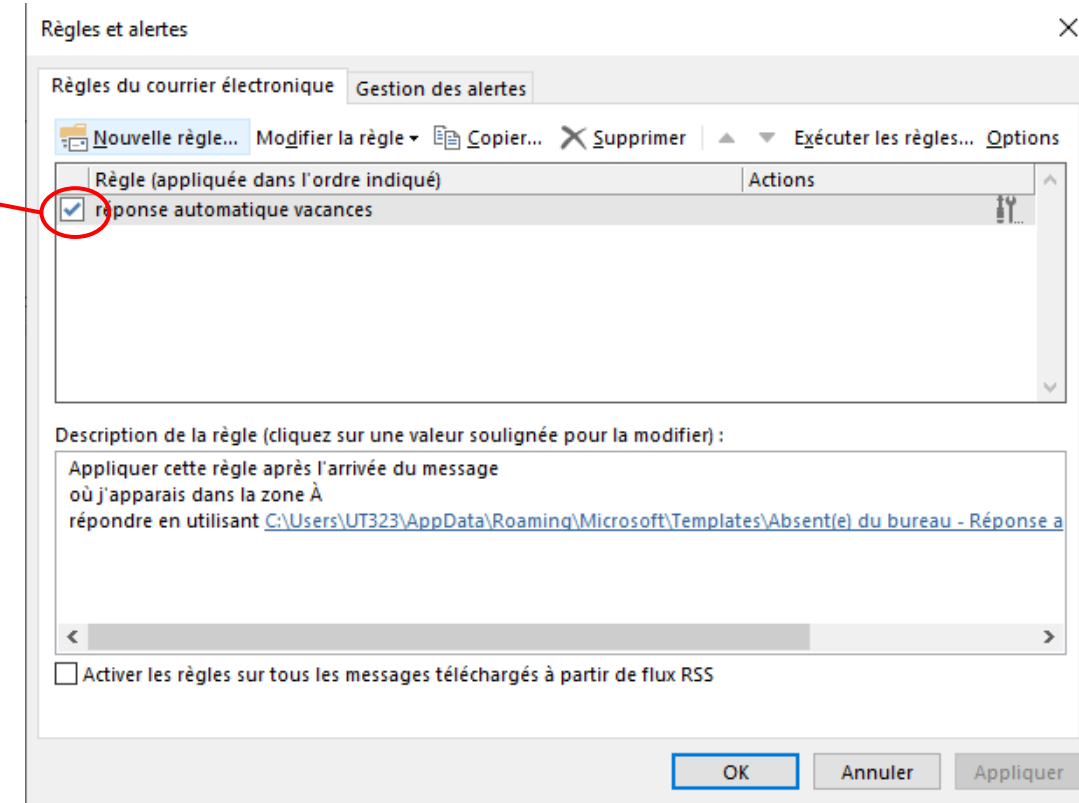 Règles et alertes
Règles du courrier électronique Gestion des alertes
Nouvelle règle... Modifier la règle Copier... Supprimer Exécuter les règles... Options
Règle (appliquée dans l'ordre indiqué) Actions
réponse automatique vacances
Description de la règle (cliquez sur une valeur soulignée pour la modifier) :
Appliquer cette règle après l'arrivée du message
où j'apparais dans la zone À
répondre en utilisant C:\Users\UT323\AppData\Roaming\Microsoft\Templates\Absent(e) du bureau - Réponse a
Activer les règles sur tous les messages téléchargés à partir de flux RSS
OK Annuler Appliquer